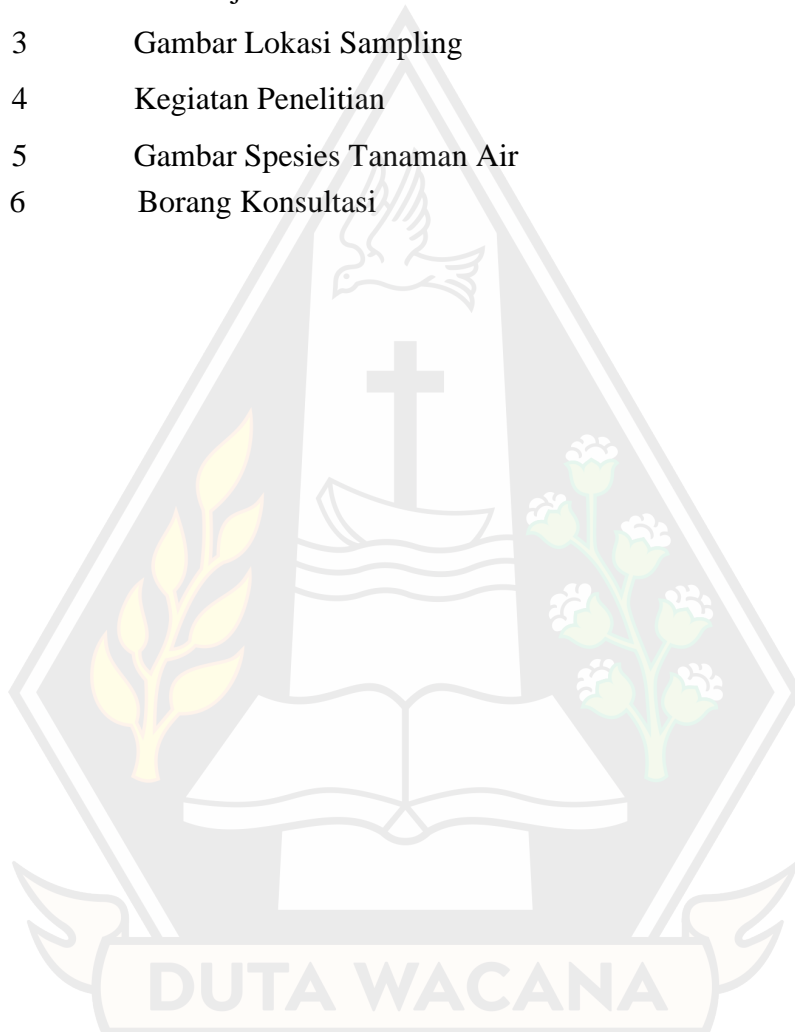 3 Gambar Lokasi Sampling
4 Kegiatan Penelitian
5 Gambar Spesies Tanaman Air
6 Borang Konsultasi
DUTA WACANA